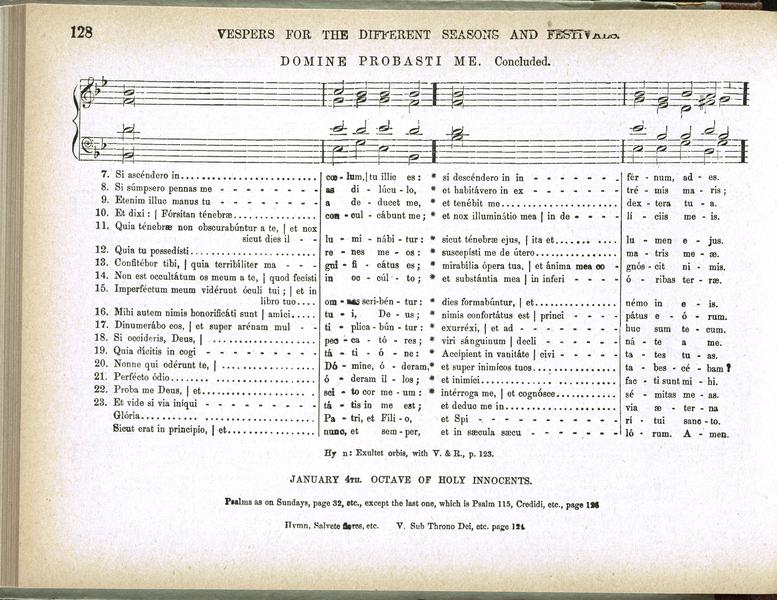 128 VESPERS FOR THE DIFFERENT SEASONS AND FESTIVALS.
DOMINE PROBASTI ME. Concluded.
7. Si ascéndero in cœ - lum, | tu illic es : * si descéndero in in fér - num, ad - es.
8. Si súmpsero pennas me as di - lúcu - lo, * et habitávero in ex tré - mis ma - ris ;
9. Etenim illuc manus tu a de - ducet me, * et tenébit me dex - tera tu - a.
10. Et dixi : | Fórsitan ténebræ con - cul - cábunt me ; * et nox illuminátio mea | in de lí - ciis me - is.
11. Quia ténebræ non obscurabúntur a te, | et nox
sicut dies il lu - mi - nábi - tur : * sicut ténebræ ejus, | ita et lu - men e - jus.
12. Quia tu possedísti re - nes me - os : * suscepísti me de útero ma - tris me - æ.
13. Confitébor tibi, | quia terribíliter ma gni - fi - cátus es ; * mirabília ópera tua, | et ánima mea co gnós - cit ni - mis.
14. Non est occultátum os meum a te, | quod fecísti in oc - cúl - to ; * et substántia mea | in inferi ó - ribas ter - ræ.
15. Imperféctum meum vidérunt óculi tui ; | et in
libro tuo om - nes scri-bén - tur : * dies formabúntur, | et némo in e - is.
16. Mihi autem nimis honorificáti sunt | amíci tu - i, De - us ; * nimis confortátus est | princi pátus e - ó - rum.
17. Dinumerábo eos, | et super arénam mul ti - plica - bún - tur : * exurréxi, | et ad huc sum te - cum.
18. Si occíderis, Deus, | pec - ca - tó - res ; * viri sánguinum | decli ná - te a me.
19. Quia dícitis in cogi tá - ti - ó - ne : * Accípient in vanitáte | civi ta - tes tu - as.
20. Nonne qui odérunt te, | Dó - mine, ó - deram, * et super inimícos tuos ta - bes - cé - bam ?
21. Perfécto ódio ó - deram il - los ; * et inimíci fac - ti sunt mi - hi.
22. Proba me Deus, | et sci - to cor me - um : * intérroga me, | et cognósce sé - mitas me - as.
23. Et vide si via iníqui tá - tis in me est ; * et deduc me in via æ - ter - na
Glória Pa - tri, et Fili - o, et Spi rí - tui sanc - to.
Sicut erat in princípio, | et nunc, et sem - per, et in sæcula sæcu ló - rum. A - men.
Hy n: Exultet orbis, with V. & R., p. 123.
JANUARY 4TH. OCTAVE OF HOLY INNOCENTS.
Psalms as on Sundays, page 32, etc., except the last one, which is Psalm 115, Credidi, etc., page 126
Hymn, Salvete flores, etc. V. Sub Throno Dei, etc. page 124